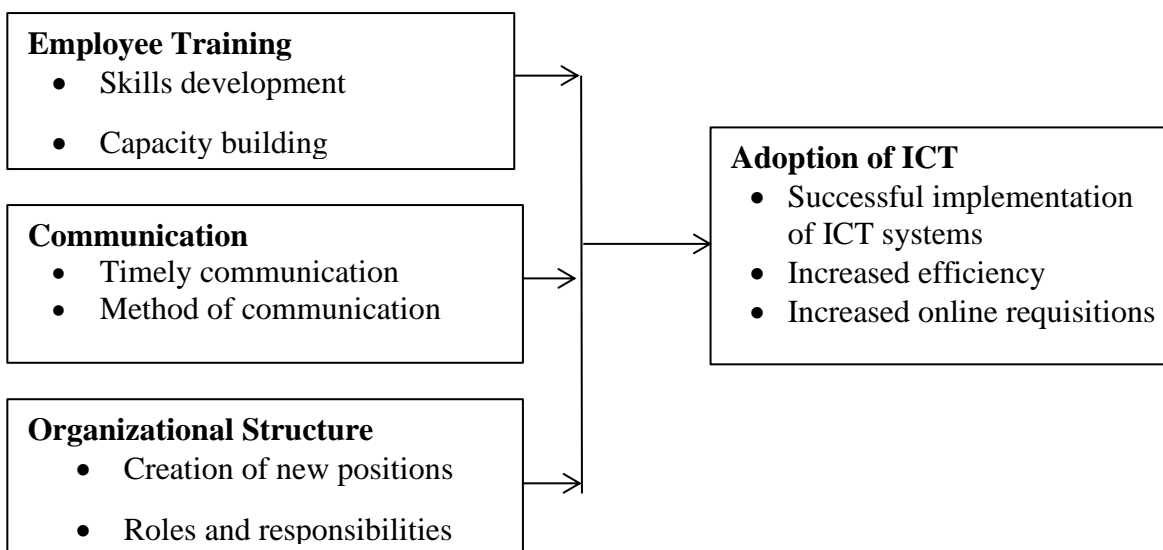 Employee Training
• Skills development
• Capacity building
Communication
• Timely communication
• Method of communication
Organizational Structure
• Creation of new positions
• Roles and responsibilities
Adoption of ICT
• Successful implementation
of ICT systems
• Increased efficiency
• Increased online requisitions